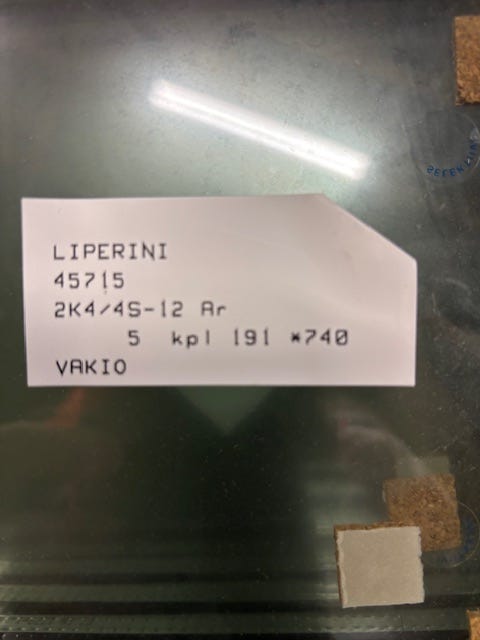 LIPERINI
45715
2K4/4S-12 Ar
5 kpl 191 *740
VAKIO